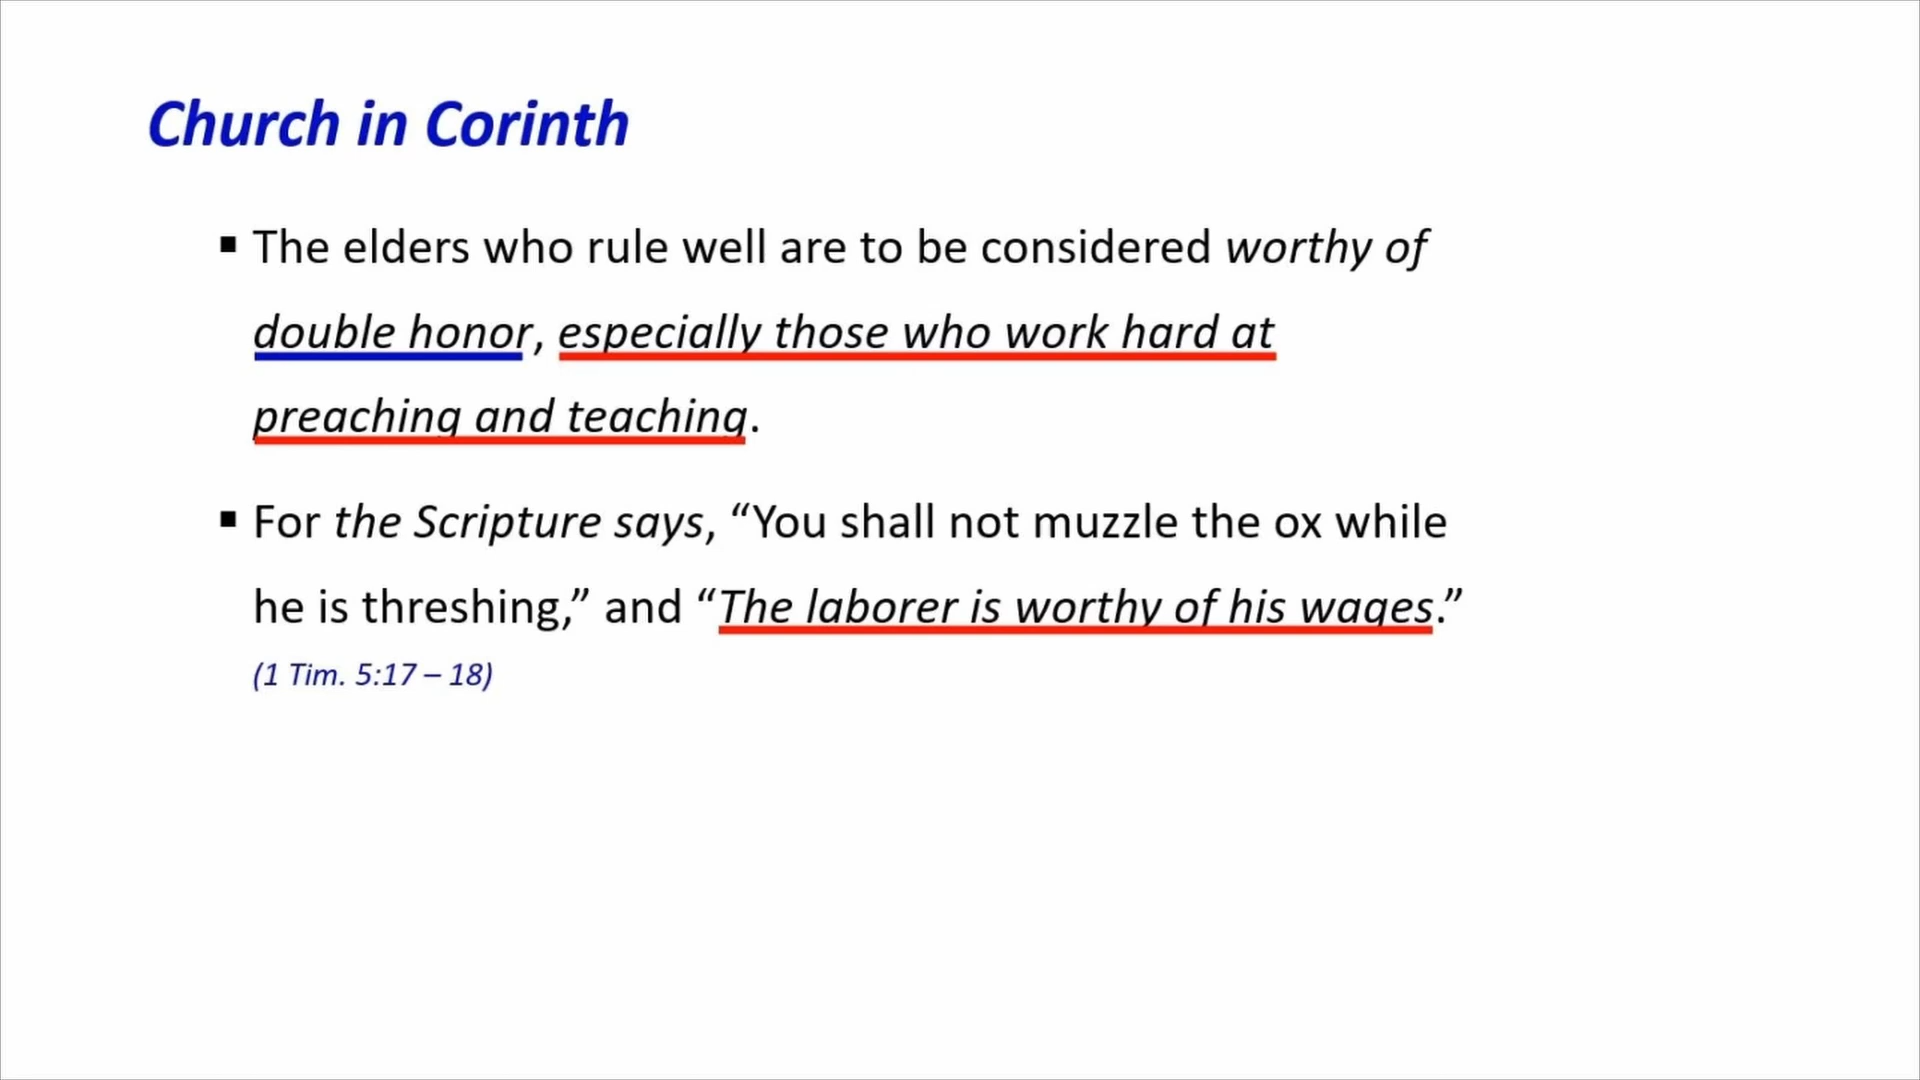 Church in Corinth
▪ The elders who rule well are to be considered worthy of
double honor, especially those who work hard at
preaching and teaching.
▪ For the Scripture says, “You shall not muzzle the ox while
he is threshing,” and “The laborer is worthy of his wages.”
(1 Tim. 5:17 – 18)